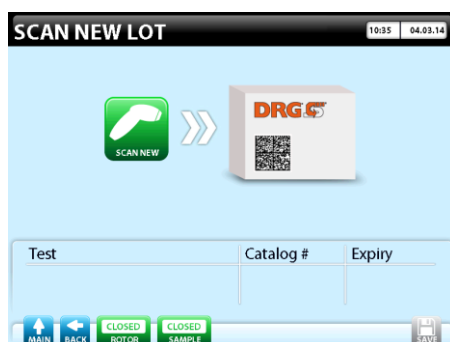 SCAN NEW LOT
10:35 04.03.14
SCAN NEW
DRG
Test Catalog # Expiry
MAIN BACK CLOSED ROTOR CLOSED SAMPLE SAVE